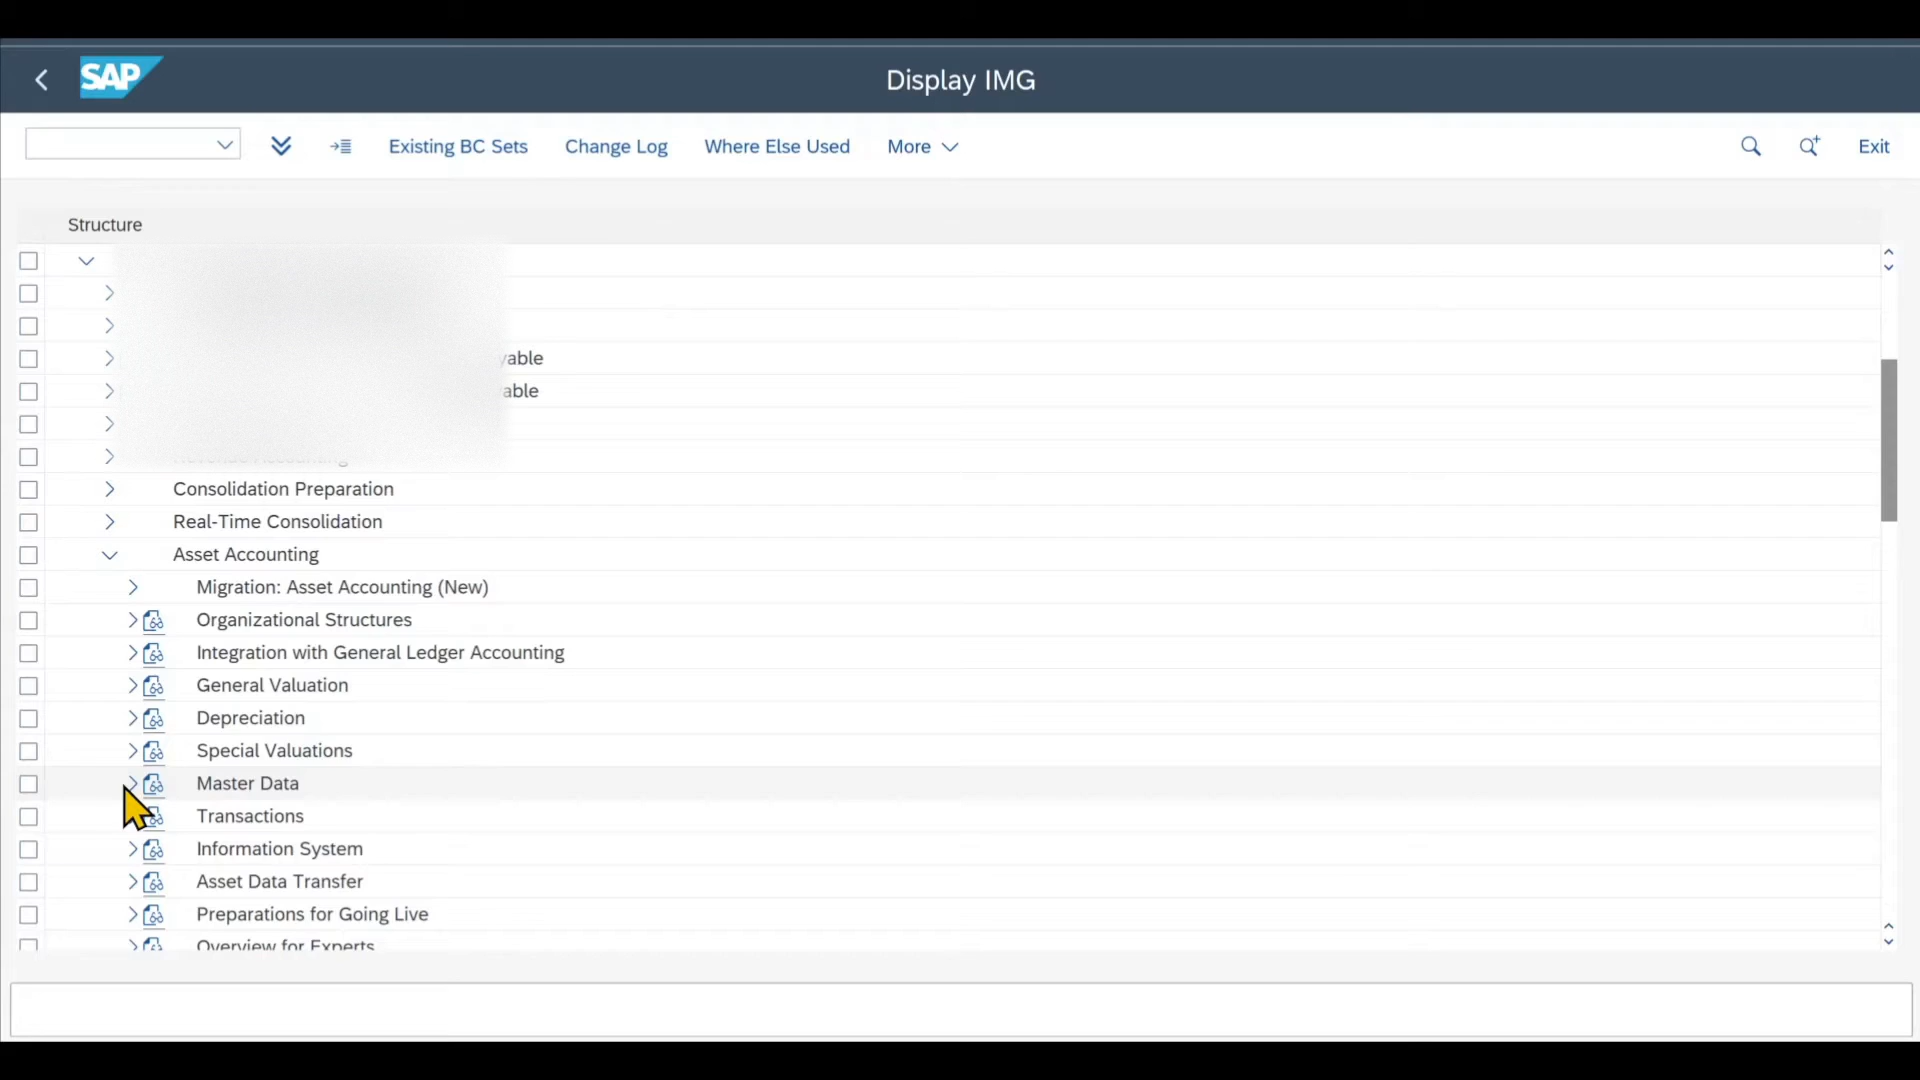 SAP
Display IMG
Existing BC Sets
Change Log
Where Else Used
More
Exit
Structure
yable
able
Consolidation Preparation
Real-Time Consolidation
Asset Accounting
Migration: Asset Accounting (New)
Organizational Structures
Integration with General Ledger Accounting
General Valuation
Depreciation
Special Valuations
Master Data
Transactions
Information System
Asset Data Transfer
Preparations for Going Live
Overview for Experts